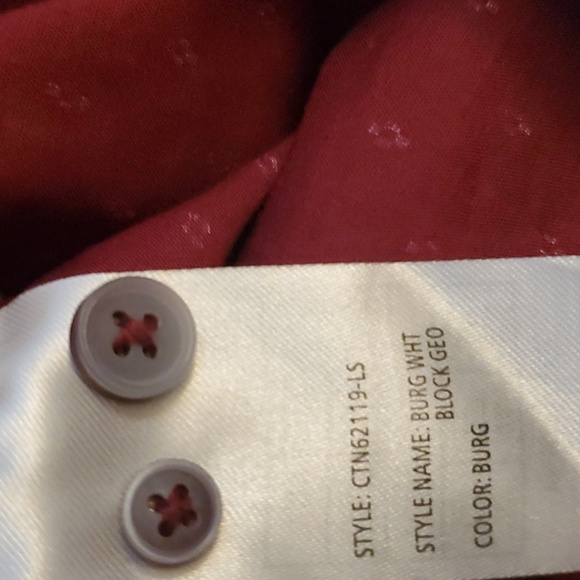 STYLE: CTN62119-LS
STYLE NAME: BURG WHT
BLOCK GEO
COLOR: BURG